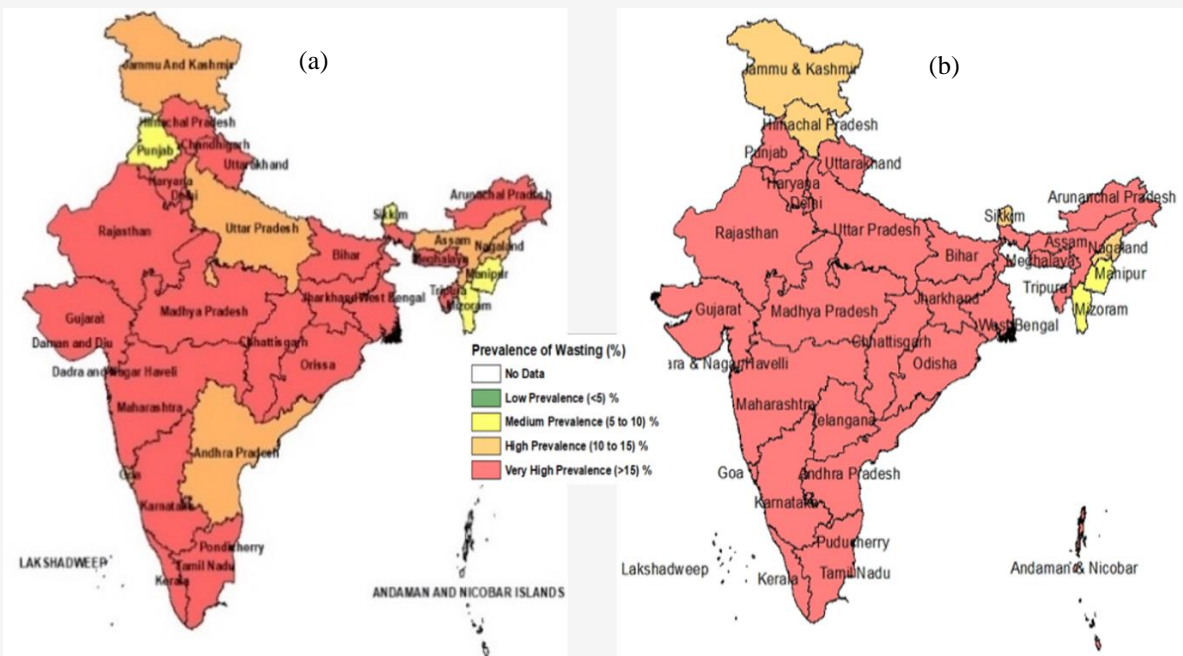 (a)
Jammu And Kashmir
Himachal Pradesh
Punjab
Chandigarh
Uttarakhand
Haryana
Delhi
Arunachal Pradesh
Rajasthan
Uttar Pradesh
Sikkim
Assam
Nagaland
Bihar
Meghalaya
Manipur
Tripura
Mizoram
Jharkhand
West Bengal
Gujarat
Madhya Pradesh
Daman and Diu
Chhattisgarh
Orissa
Dadra and Nagar Haveli
Maharashtra
Andhra Pradesh
Goa
Karnataka
Pondicherry
LAKSHADWEEP
Tamil Nadu
Kerala
ANDAMAN AND NICOBAR ISLANDS
Prevalence of Wasting (%)
No Data
Low Prevalence (<5) %
Medium Prevalence (5 to 10) %
High Prevalence (10 to 15) %
Very High Prevalence (>15) %
(b)
Jammu & Kashmir
Himachal Pradesh
Punjab
Uttarakhand
Haryana
Delhi
Arunanchal Pradesh
Rajasthan
Uttar Pradesh
Sikkim
Assam
Nagaland
Bihar
Meghalaya
Manipur
Tripura
Jharkhand
Gujarat
Madhya Pradesh
Mizoram
West Bengal
Chhattisgarh
ara & Nagar Havelli
Odisha
Maharashtra
Telangana
Goa
Andhra Pradesh
Karnataka
Puducherry
Lakshadweep
Kerala
Tamil Nadu
Andaman & Nicobar